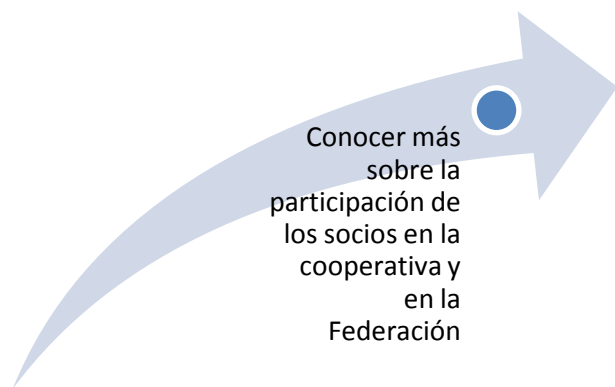 Conocer más
sobre la
participación de
los socios en la
cooperativa y
en la
Federación